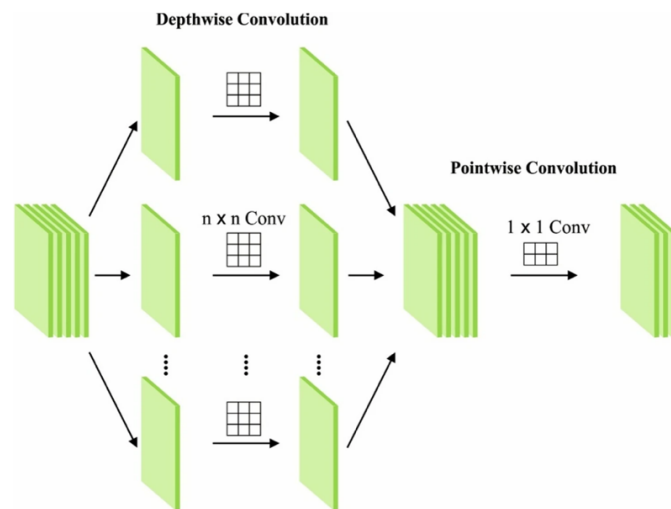 Depthwise Convolution
Pointwise Convolution
n x n Conv
1 x 1 Conv